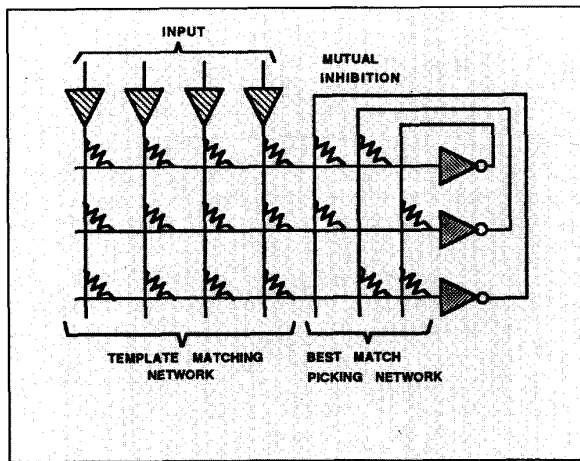 INPUT
MUTUAL
INHIBITION
TEMPLATE MATCHING
NETWORK
BEST MATCH
PICKING NETWORK